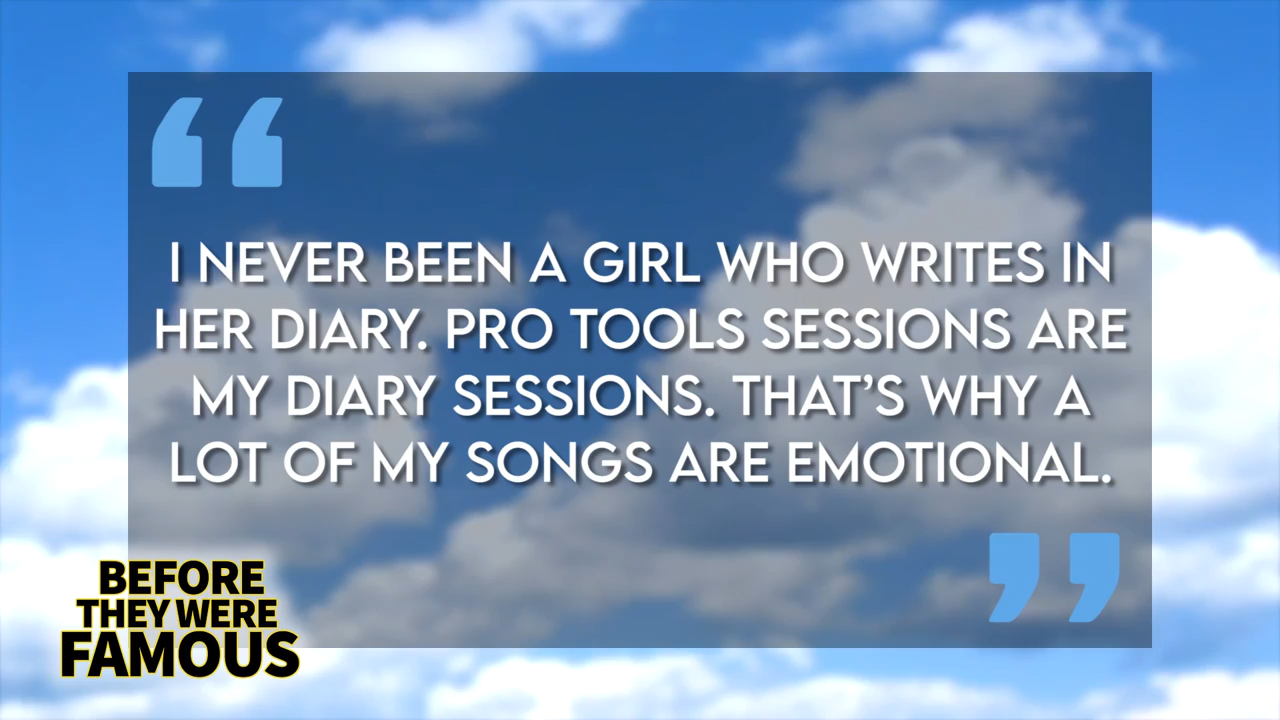 “
I NEVER BEEN A GIRL WHO WRITES IN
HER DIARY. PRO TOOLS SESSIONS ARE
MY DIARY SESSIONS. THAT’S WHY A
LOT OF MY SONGS ARE EMOTIONAL.
”
BEFORE
THEY WERE
FAMOUS